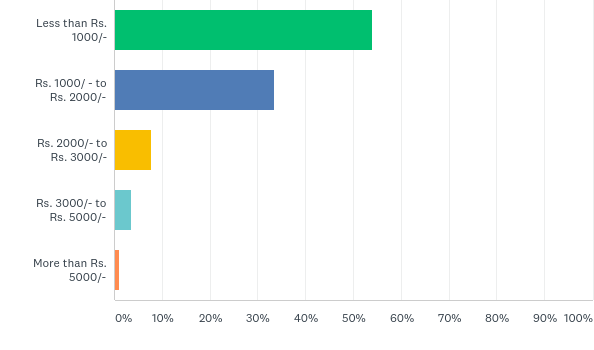 Less than Rs.
1000/-
Rs. 1000/ - to
Rs. 2000/-
Rs. 2000/- to
Rs. 3000/-
Rs. 3000/- to
Rs. 5000/-
More than Rs.
5000/-
0% 10% 20% 30% 40% 50% 60% 70% 80% 90% 100%